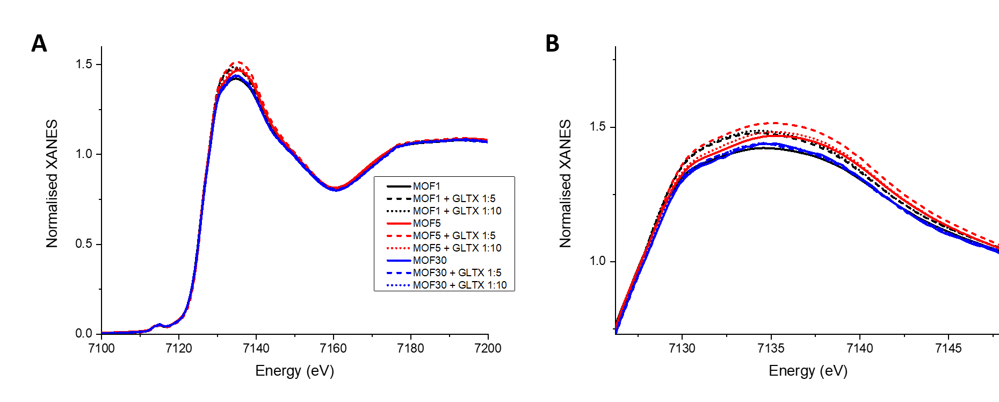 A
Normalised XANES
1.5
1.0
0.5
0.0
7100
7120
7140
7160
7180
7200
Energy (eV)
MOF1
MOF1 + GLTX 1:5
MOF1 + GLTX 1:10
MOF5
MOF5 + GLTX 1:5
MOF5 + GLTX 1:10
MOF30
MOF30 + GLTX 1:5
MOF30 + GLTX 1:10
B
Normalised XANES
1.5
1.0
7130
7135
7140
7145
Energy (eV)